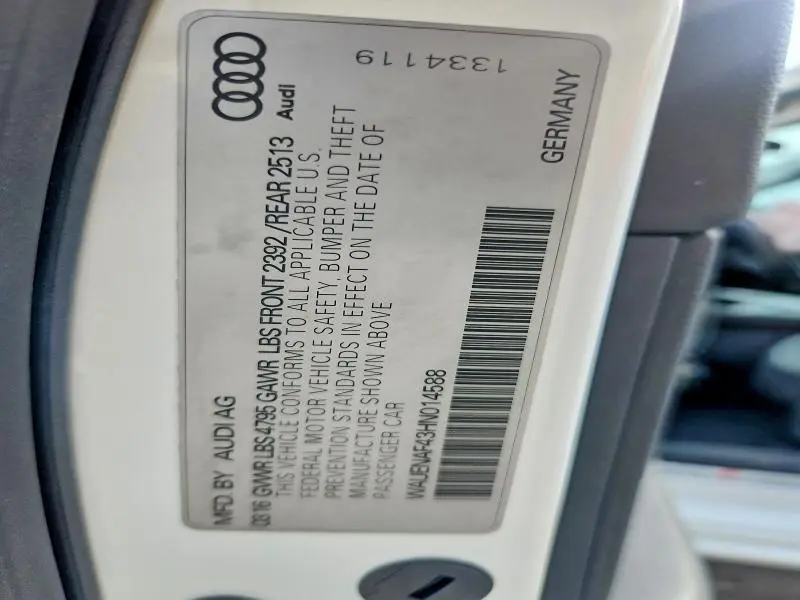 MFD. BY AUDI AG
0816 GVWR LBS 4795 GAWR LBS FRONT 2392/REAR 2513
THIS VEHICLE CONFORMS TO ALL APPLICABLE U.S.
FEDERAL MOTOR VEHICLE SAFETY, BUMPER AND THEFT
PREVENTION STANDARDS IN EFFECT ON THE DATE OF
MANUFACTURE SHOWN ABOVE
PASSENGER CAR
WAUENAF43HN014588
Audi
1334119
GERMANY